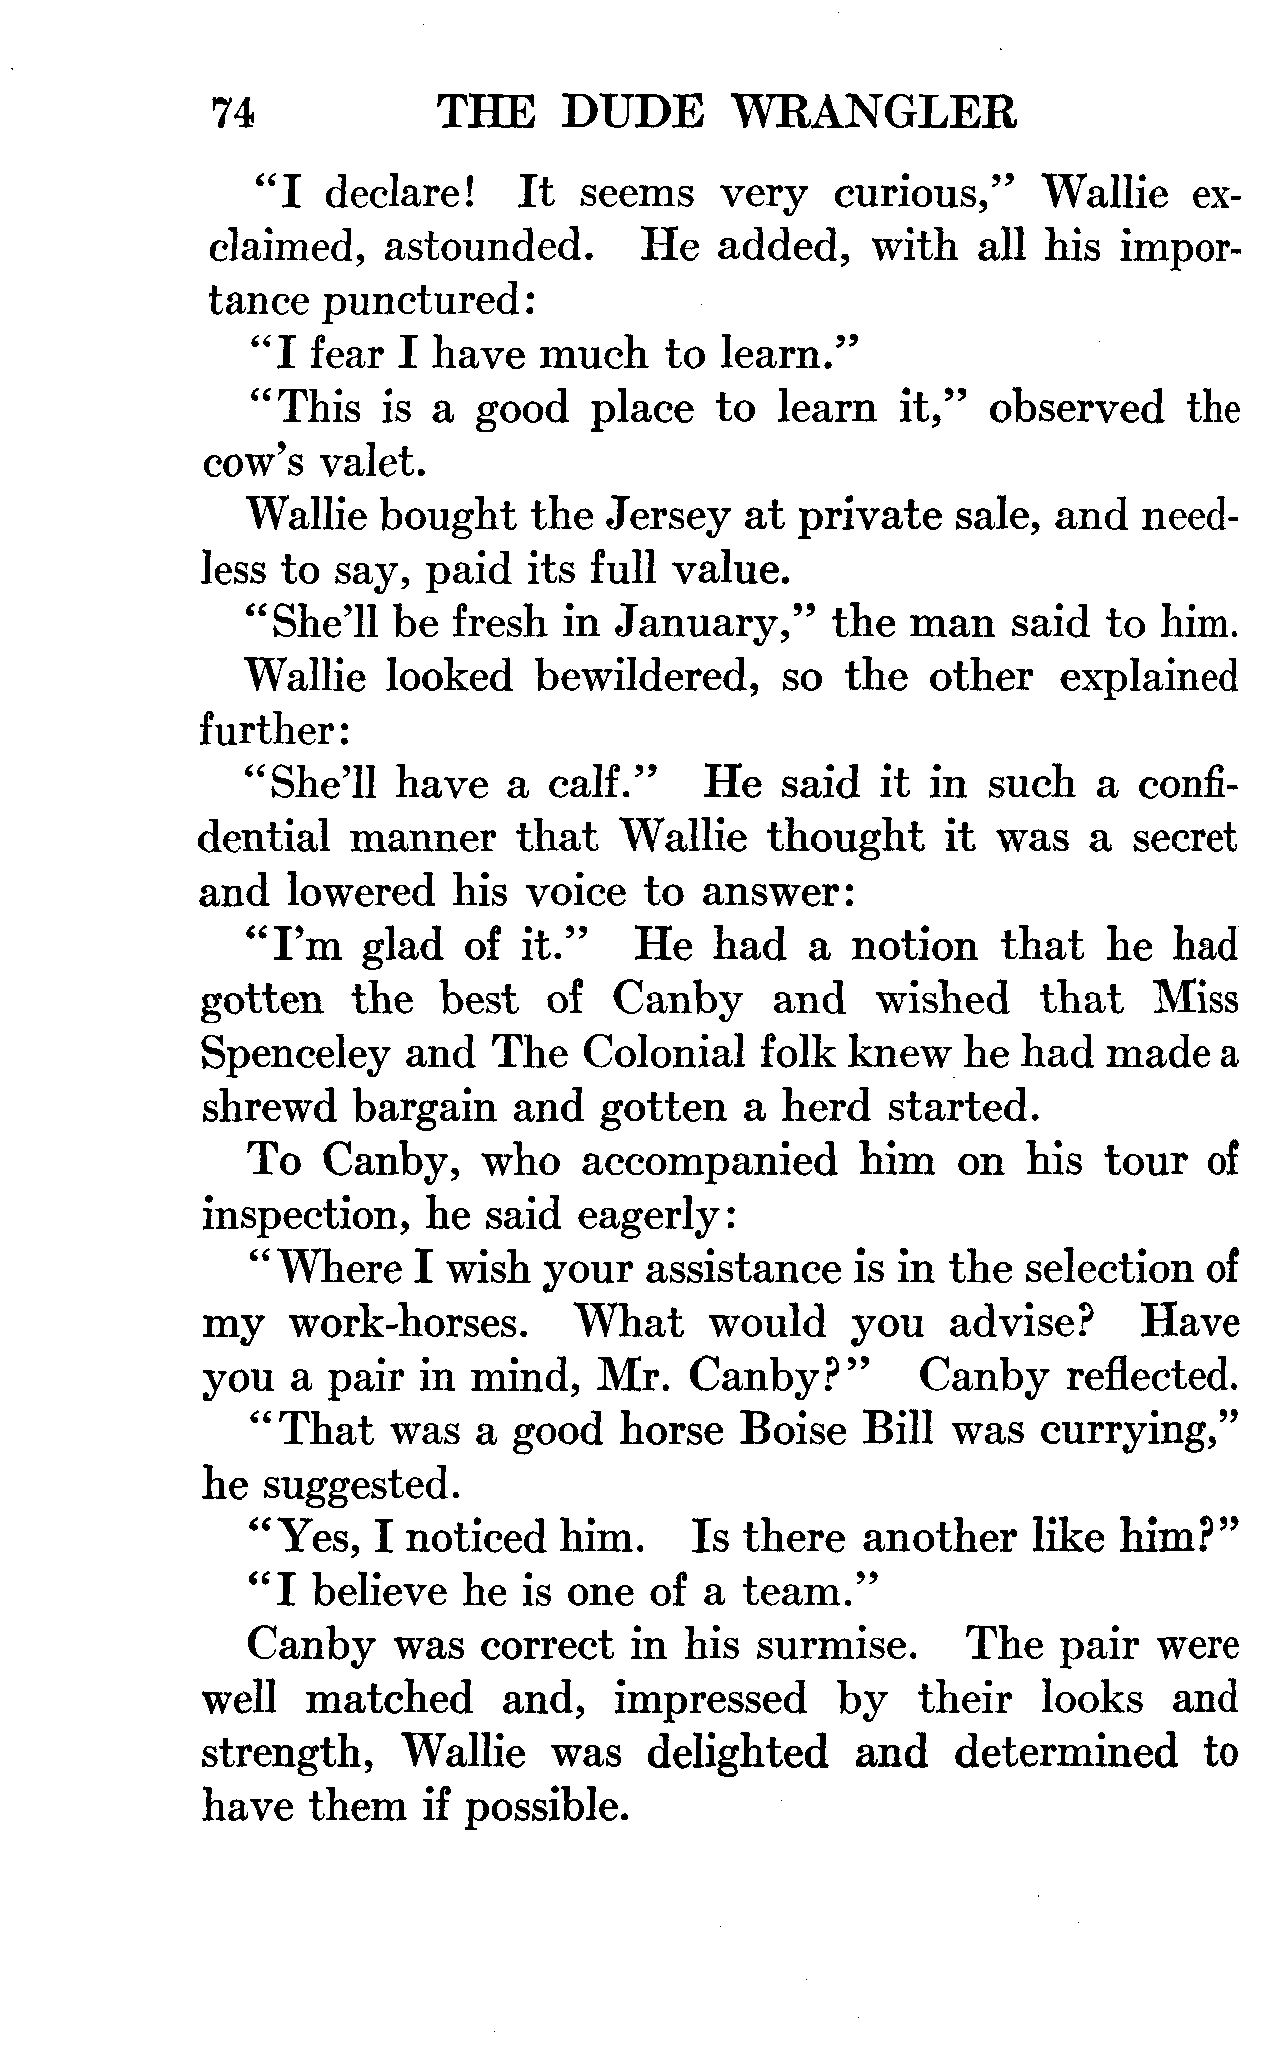 74 THE DUDE WRANGLER
“I declare! It seems very curious,” Wallie ex-
claimed, astounded. He added, with all his impor-
tance punctured:
“I fear I have much to learn.”
“This is a good place to learn it,” observed the
cow’s valet.
Wallie bought the Jersey at private sale, and need-
less to say, paid its full value.
“She’ll be fresh in January,” the man said to him.
Wallie looked bewildered, so the other explained
further:
“She’ll have a calf.” He said it in such a confi-
dential manner that Wallie thought it was a secret
and lowered his voice to answer:
“I’m glad of it.” He had a notion that he had
gotten the best of Canby and wished that Miss
Spenceley and The Colonial folk knew he had made a
shrewd bargain and gotten a herd started.
To Canby, who accompanied him on his tour of
inspection, he said eagerly:
“Where I wish your assistance is in the selection of
my work-horses. What would you advise? Have
you a pair in mind, Mr. Canby?” Canby reflected.
“That was a good horse Boise Bill was currying,”
he suggested.
“Yes, I noticed him. Is there another like him?”
“I believe he is one of a team.”
Canby was correct in his surmise. The pair were
well matched and, impressed by their looks and
strength, Wallie was delighted and determined to
have them if possible.